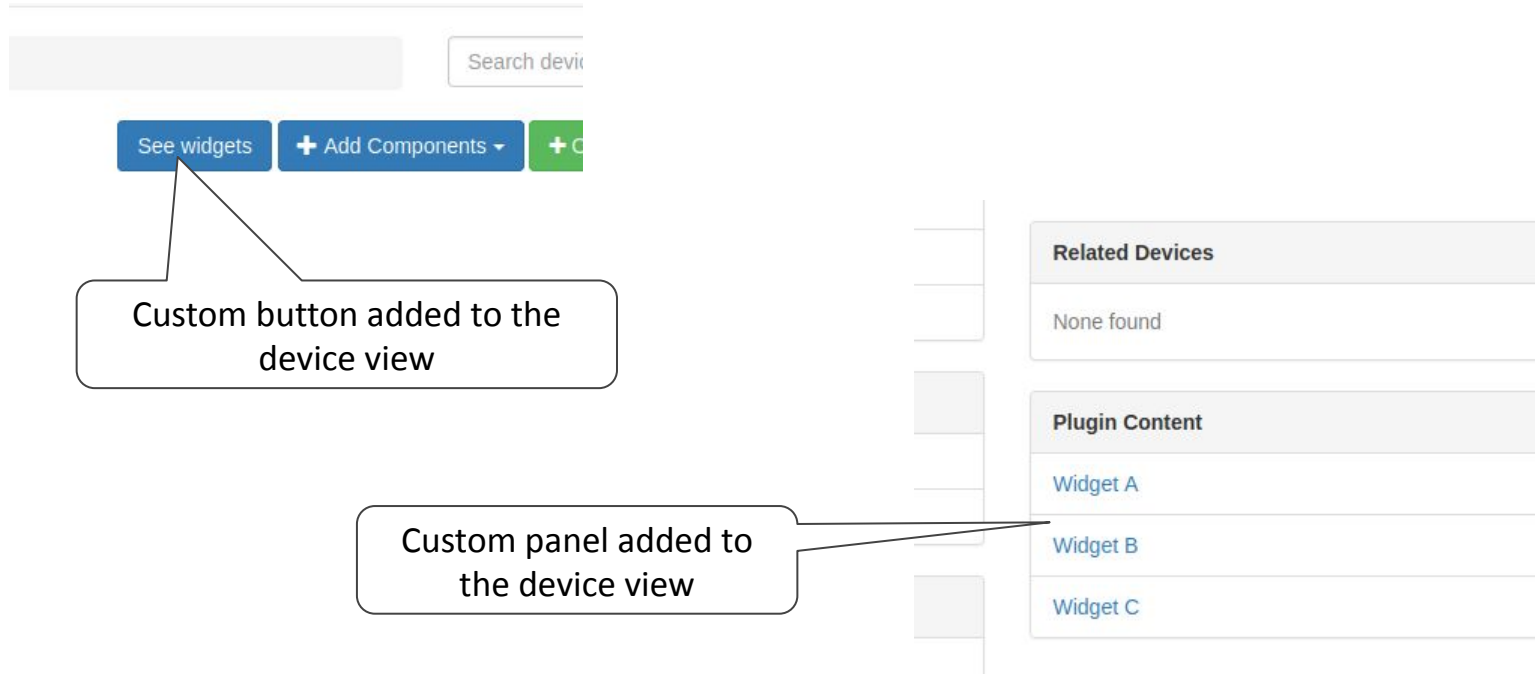 Search devic
See widgets
Add Components
Custom button added to the
device view
Related Devices
None found
Plugin Content
Widget A
Widget B
Widget C
Custom panel added to
the device view